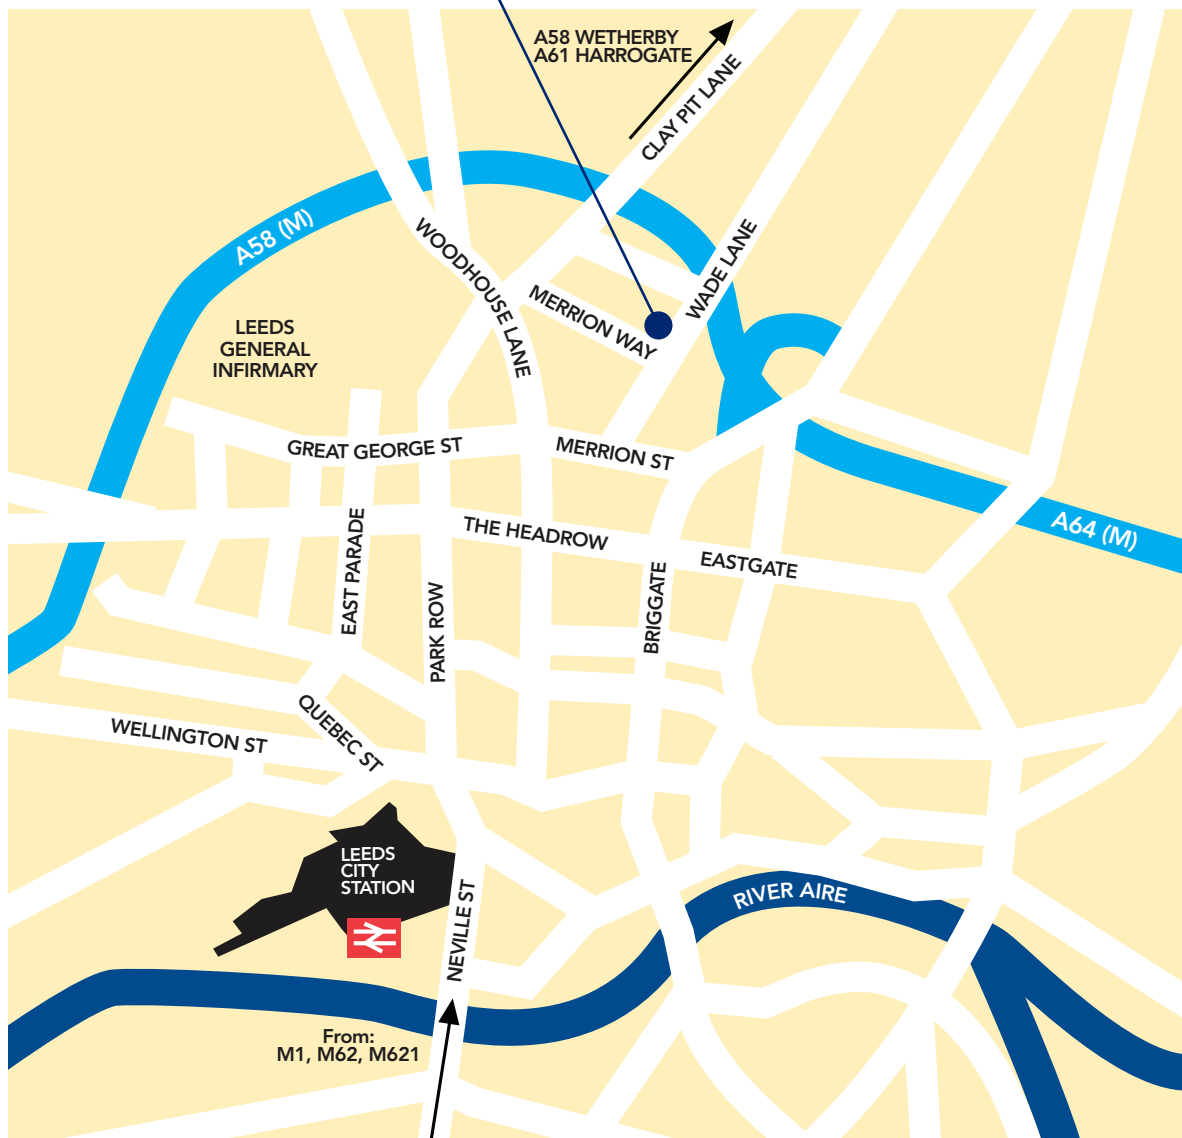 A58 WETHERBY
A61 HARROGATE
CLAY PIT LANE
A58 (M)
WOODHOUSE LANE
WADE LANE
MERRION WAY
LEEDS
GENERAL
INFIRMARY
GREAT GEORGE ST
MERRION ST
THE HEADROW
A64 (M)
EASTGATE
EAST PARADE
PARK ROW
BRIGGATE
QUEBEC ST
WELLINGTON ST
LEEDS
CITY
STATION
RIVER AIRE
NEVILLE ST
From:
M1, M62, M621